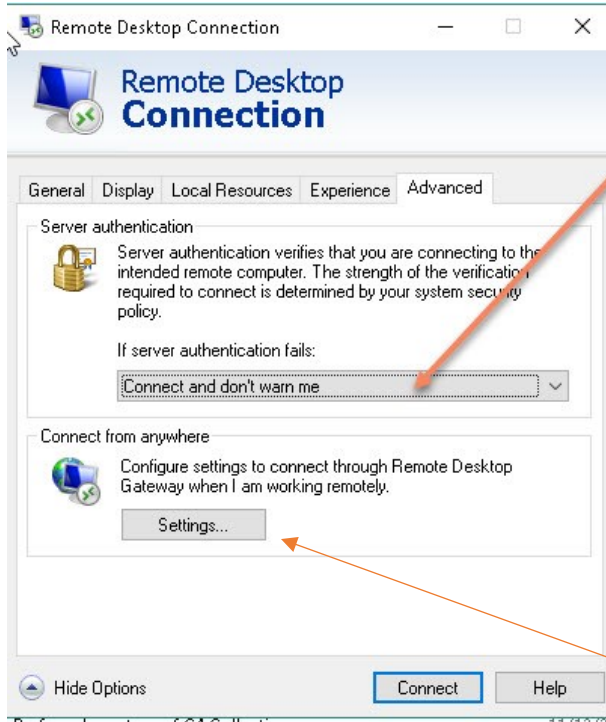 Remote Desktop Connection
Remote Desktop
Connection
General Display Local Resources Experience Advanced
Server authentication
Server authentication verifies that you are connecting to the
intended remote computer. The strength of the verification
required to connect is determined by your system security
policy.
If server authentication fails:
Connect and don't warn me
Connect from anywhere
Configure settings to connect through Remote Desktop
Gateway when I am working remotely.
Settings...
Hide Options
Connect
Help